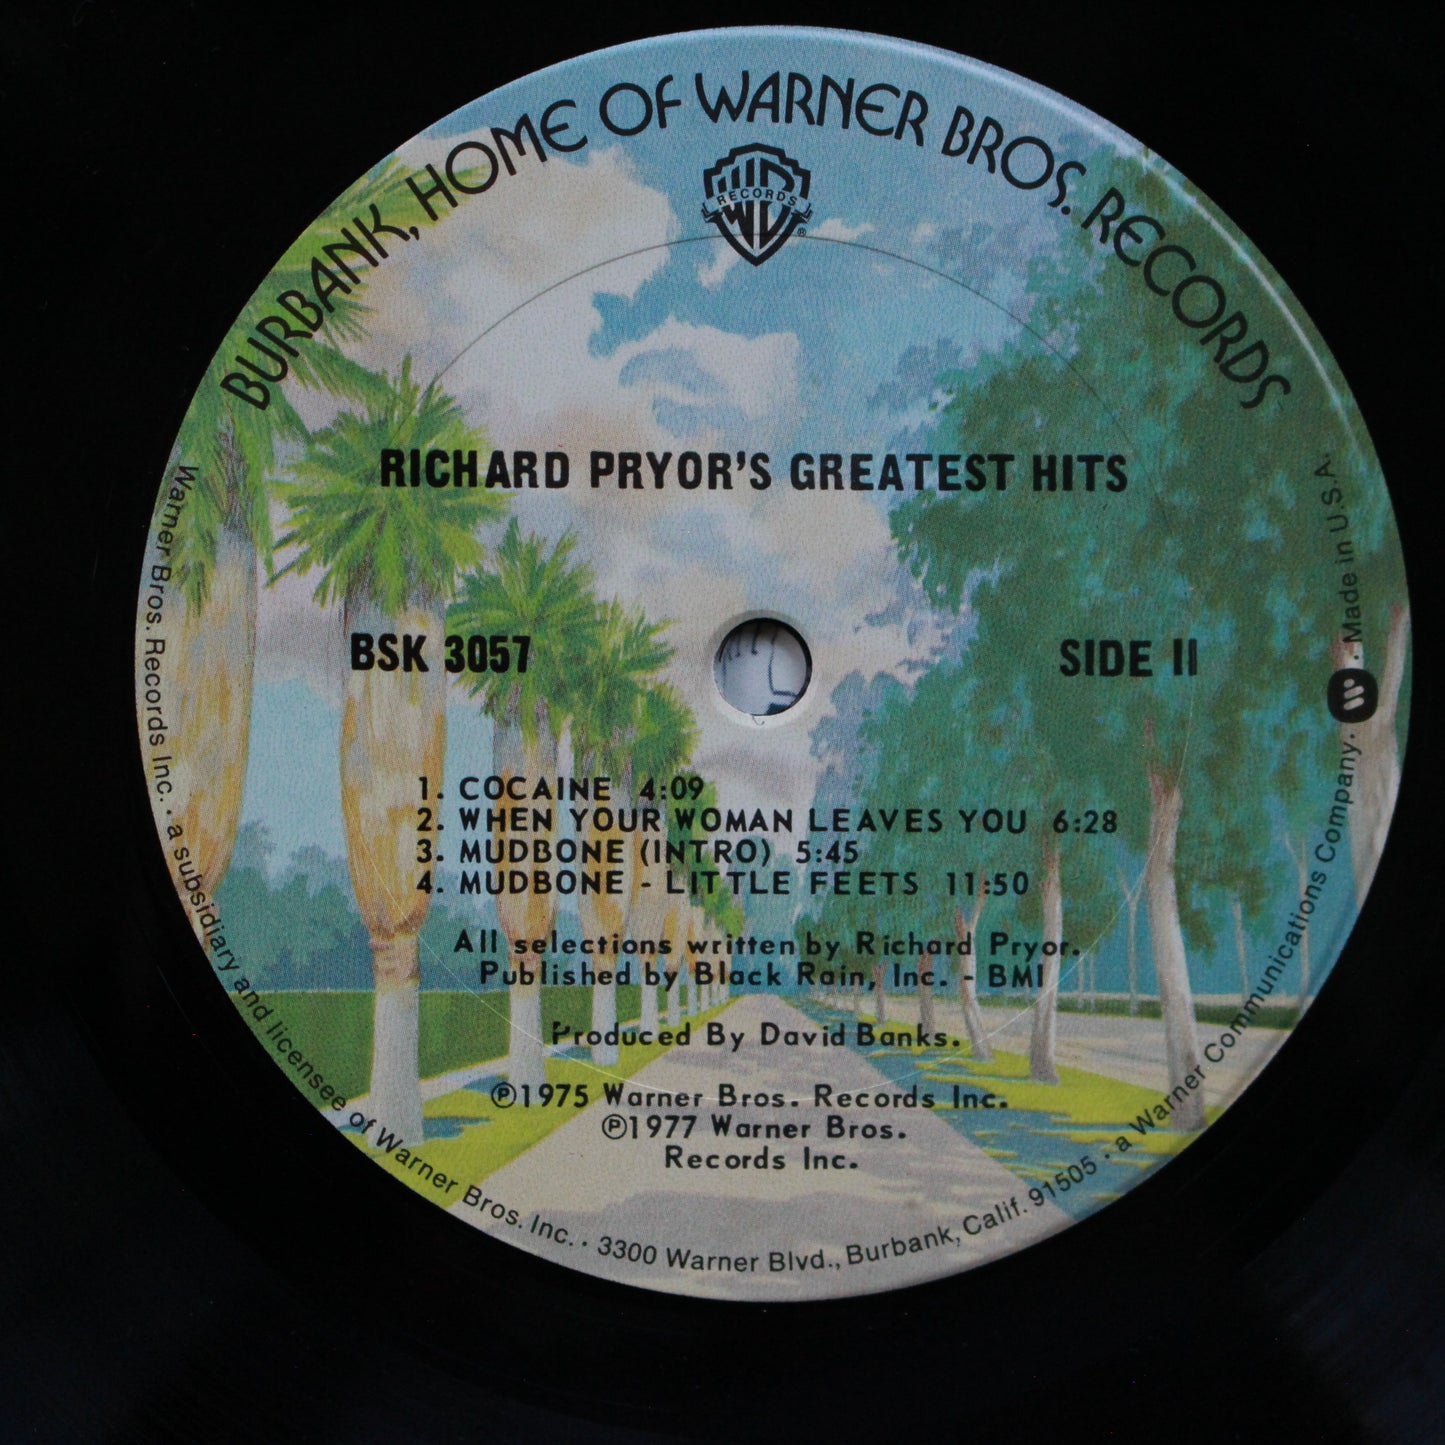 BURBANK, HOME OF WARNER BROS. RECORDS
WB
RECORDS
®
RICHARD PRYOR'S GREATEST HITS
BSK 3057
SIDE II
1. COCAINE 4:09
2. WHEN YOUR WOMAN LEAVES YOU 6:28
3. MUDBONE (INTRO) 5:45
4. MUDBONE - LITTLE FEETS 11:50
All selections written by Richard Pryor.
Published by Black Rain, Inc. - BMI
Produced By David Banks.
℗1975 Warner Bros. Records Inc.
℗1977 Warner Bros.
Records Inc.
Warner Bros. Records Inc. · a subsidiary and licensee of Warner Bros. Inc. · 3300 Warner Blvd., Burbank, Calif. 91505 · a Warner Communications Company. · Made in U.S.A.